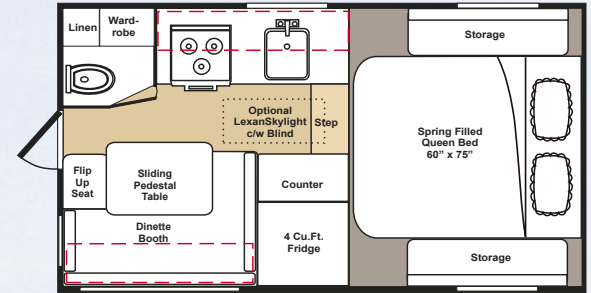 Linen
Ward-
robe
Storage
Optional
LexanSkylight
c/w Blind
Step
Spring Filled
Queen Bed
60” x 75”
Flip
Up
Seat
Sliding
Pedestal
Table
Counter
Dinette
Booth
4 Cu.Ft.
Fridge
Storage